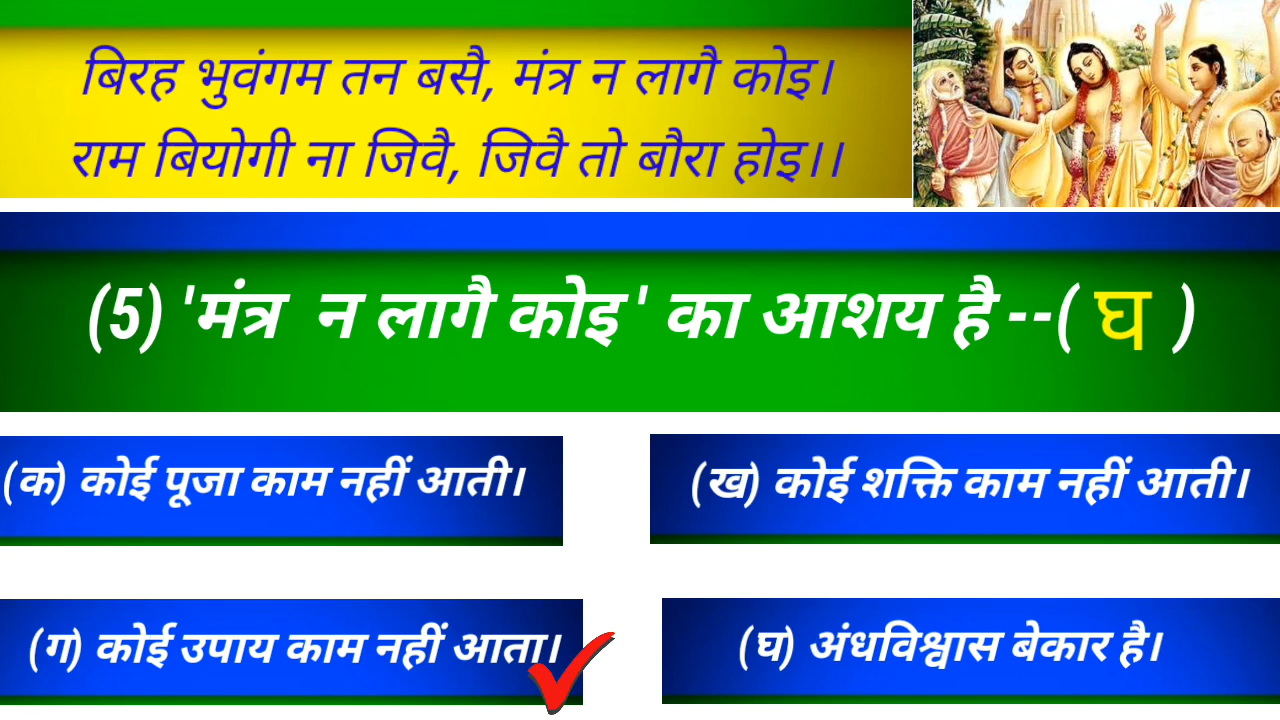 बिरह भुवंगम तन बसै, मंत्र न लागै कोइ।
राम बियोगी ना जिवै, जिवै तो बौरा होइ।।
(5) 'मंत्र न लागै कोइ' का आशय है --( घ )
(क) कोई पूजा काम नहीं आती।
(ख) कोई शक्ति काम नहीं आती।
(ग) कोई उपाय काम नहीं आता।
(घ) अंधविश्वास बेकार है।